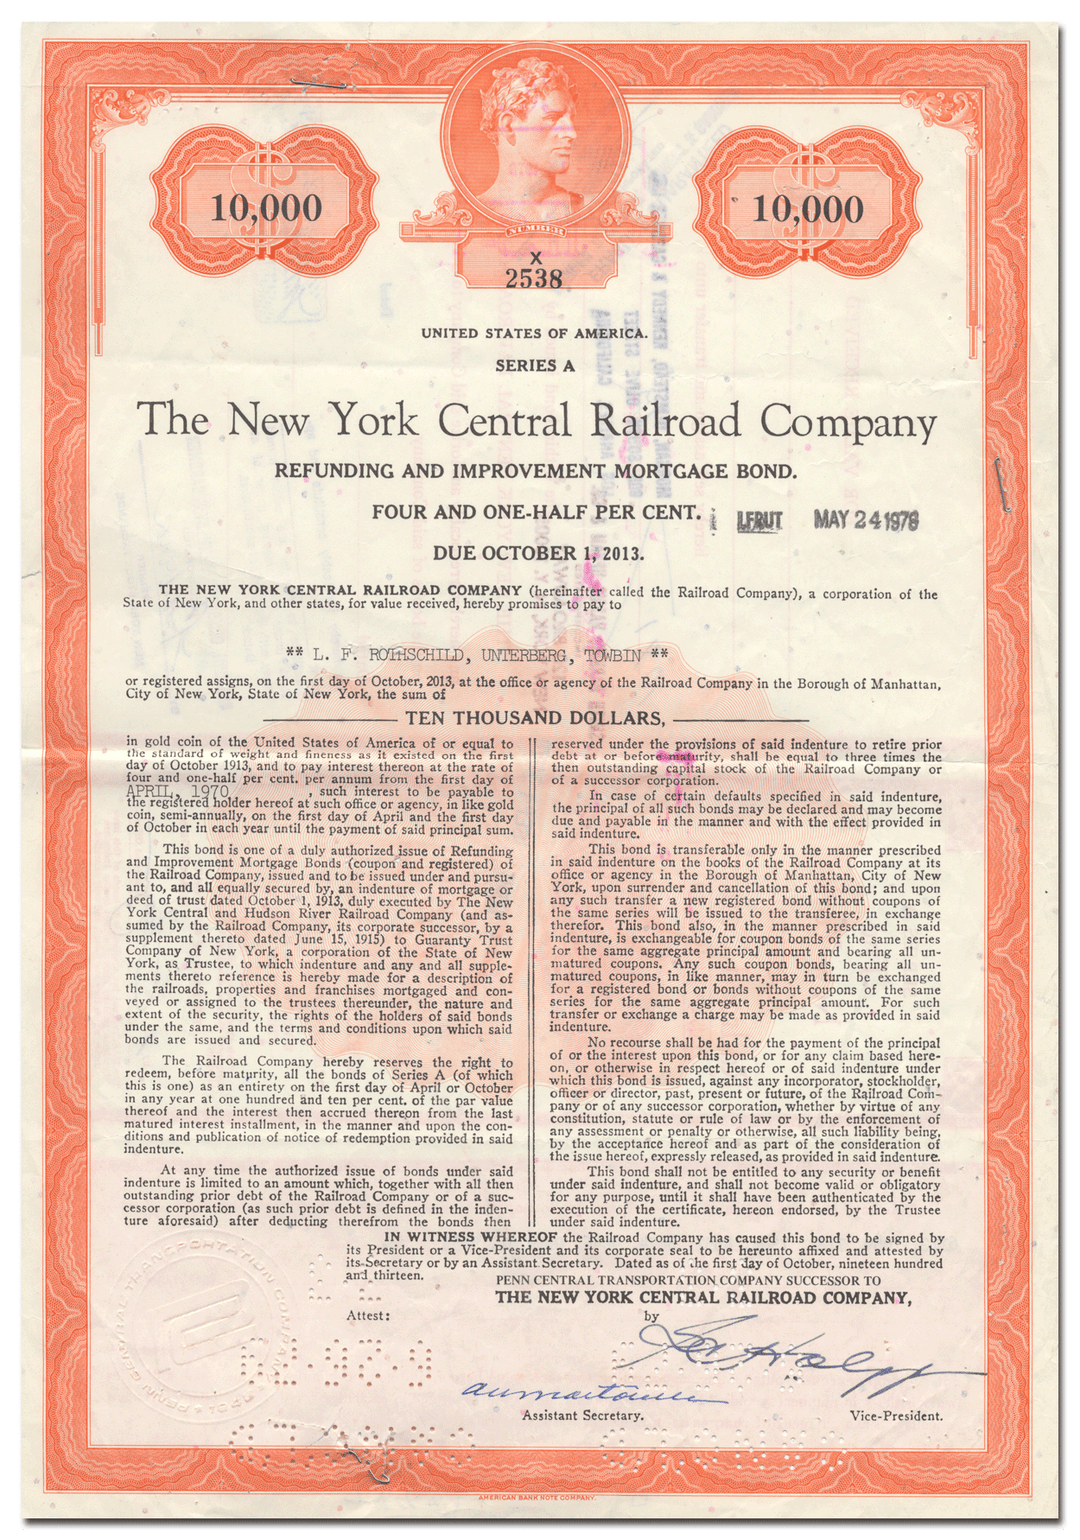 10,000
10,000
NUMBER
X
2538
UNITED STATES OF AMERICA.
SERIES A
The New York Central Railroad Company
REFUNDING AND IMPROVEMENT MORTGAGE BOND.
FOUR AND ONE-HALF PER CENT.
LFRUT MAY 24 1978
DUE OCTOBER 1, 2013.
THE NEW YORK CENTRAL RAILROAD COMPANY (hereinafter called the Railroad Company), a corporation of the
State of New York, and other states, for value received, hereby promises to pay to
** L. F. ROTHSCHILD, UNTERBERG, TOWBIN **
or registered assigns, on the first day of October, 2013, at the office or agency of the Railroad Company in the Borough of Manhattan,
City of New York, State of New York, the sum of
TEN THOUSAND DOLLARS,
in gold coin of the United States of America of or equal to
the standard of weight and fineness as it existed on the first
day of October 1913, and to pay interest thereon at the rate of
four and one-half per cent. per annum from the first day of
APRIL, 1970 , such interest to be payable to
the registered holder hereof at such office or agency, in like gold
coin, semi-annually, on the first day of April and the first day
of October in each year until the payment of said principal sum.
This bond is one of a duly authorized issue of Refunding
and Improvement Mortgage Bonds (coupon and registered) of
the Railroad Company, issued and to be issued under and pursu-
ant to, and all equally secured by, an indenture of mortgage or
deed of trust dated October 1, 1913, duly executed by The New
York Central and Hudson River Railroad Company (and as-
sumed by the Railroad Company, its corporate successor, by a
supplement thereto dated June 15, 1915) to Guaranty Trust
Company of New York, a corporation of the State of New
York, as Trustee, to which indenture and any and all supple-
ments thereto reference is hereby made for a description of
the railroads, properties and franchises mortgaged and con-
veyed or assigned to the trustees thereunder, the nature and
extent of the security, the rights of the holders of said bonds
under the same, and the terms and conditions upon which said
bonds are issued and secured.
The Railroad Company hereby reserves the right to
redeem, before maturity, all the bonds of Series A (of which
this is one) as an entirety on the first day of April or October
in any year at one hundred and ten per cent. of the par value
thereof and the interest then accrued thereon from the last
matured interest installment, in the manner and upon the con-
ditions and publication of notice of redemption provided in said
indenture.
At any time the authorized issue of bonds under said
indenture is limited to an amount which, together with all then
outstanding prior debt of the Railroad Company or of a suc-
cessor corporation (as such prior debt is defined in the inden-
ture aforesaid) after deducting therefrom the bonds then
reserved under the provisions of said indenture to retire prior
debt at or before maturity, shall be equal to three times the
then outstanding capital stock of the Railroad Company or
of a successor corporation.
In case of certain defaults specified in said indenture,
the principal of all such bonds may be declared and may become
due and payable in the manner and with the effect provided in
said indenture.
This bond is transferable only in the manner prescribed
in said indenture on the books of the Railroad Company at its
office or agency in the Borough of Manhattan, City of New
York, upon surrender and cancellation of this bond; and upon
any such transfer a new registered bond without coupons of
the same series will be issued to the transferee, in exchange
therefor. This bond also, in the manner prescribed in said
indenture, is exchangeable for coupon bonds of the same series
for the same aggregate principal amount and bearing all un-
matured coupons. Any such coupon bonds, bearing all un-
matured coupons, in like manner, may in turn be exchanged
for a registered bond or bonds without coupons of the same
series for the same aggregate principal amount. For such
transfer or exchange a charge may be made as provided in said
indenture.
No recourse shall be had for the payment of the principal
of or the interest upon this bond, or for any claim based here-
on, or otherwise in respect hereof or of said indenture under
which this bond is issued, against any incorporator, stockholder,
officer or director, past, present or future, of the Railroad Com-
pany or of any successor corporation, whether by virtue of any
constitution, statute or rule of law or by the enforcement of
any assessment or penalty or otherwise, all such liability being,
by the acceptance hereof and as part of the consideration of
the issue hereof, expressly released, as provided in said indenture.
This bond shall not be entitled to any security or benefit
under said indenture, and shall not become valid or obligatory
for any purpose, until it shall have been authenticated by the
execution of the certificate, hereon endorsed, by the Trustee
under said indenture.
IN WITNESS WHEREOF the Railroad Company has caused this bond to be signed by
its President or a Vice-President and its corporate seal to be hereunto affixed and attested by
its Secretary or by an Assistant Secretary. Dated as of the first day of October, nineteen hundred
and thirteen.
PENN CENTRAL TRANSPORTATION COMPANY SUCCESSOR TO
THE NEW YORK CENTRAL RAILROAD COMPANY,
Attest:
by
Assistant Secretary.
Vice-President.
PENN CENTRAL TRANSPORTATION COMPANY
AMERICAN BANK NOTE COMPANY.